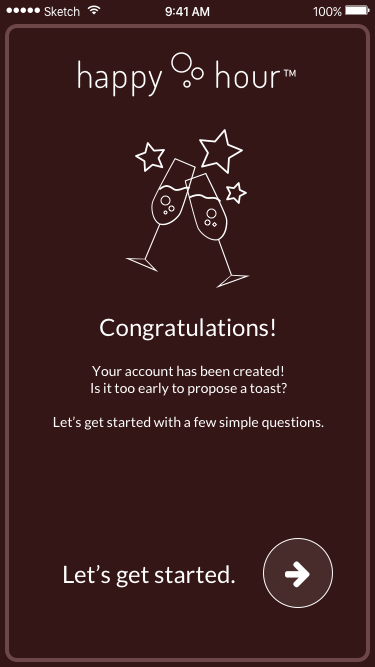 Sketch 9:41 AM 100%
happy hour™
Congratulations!
Your account has been created!
Is it too early to propose a toast?
Let's get started with a few simple questions.
Let's get started.